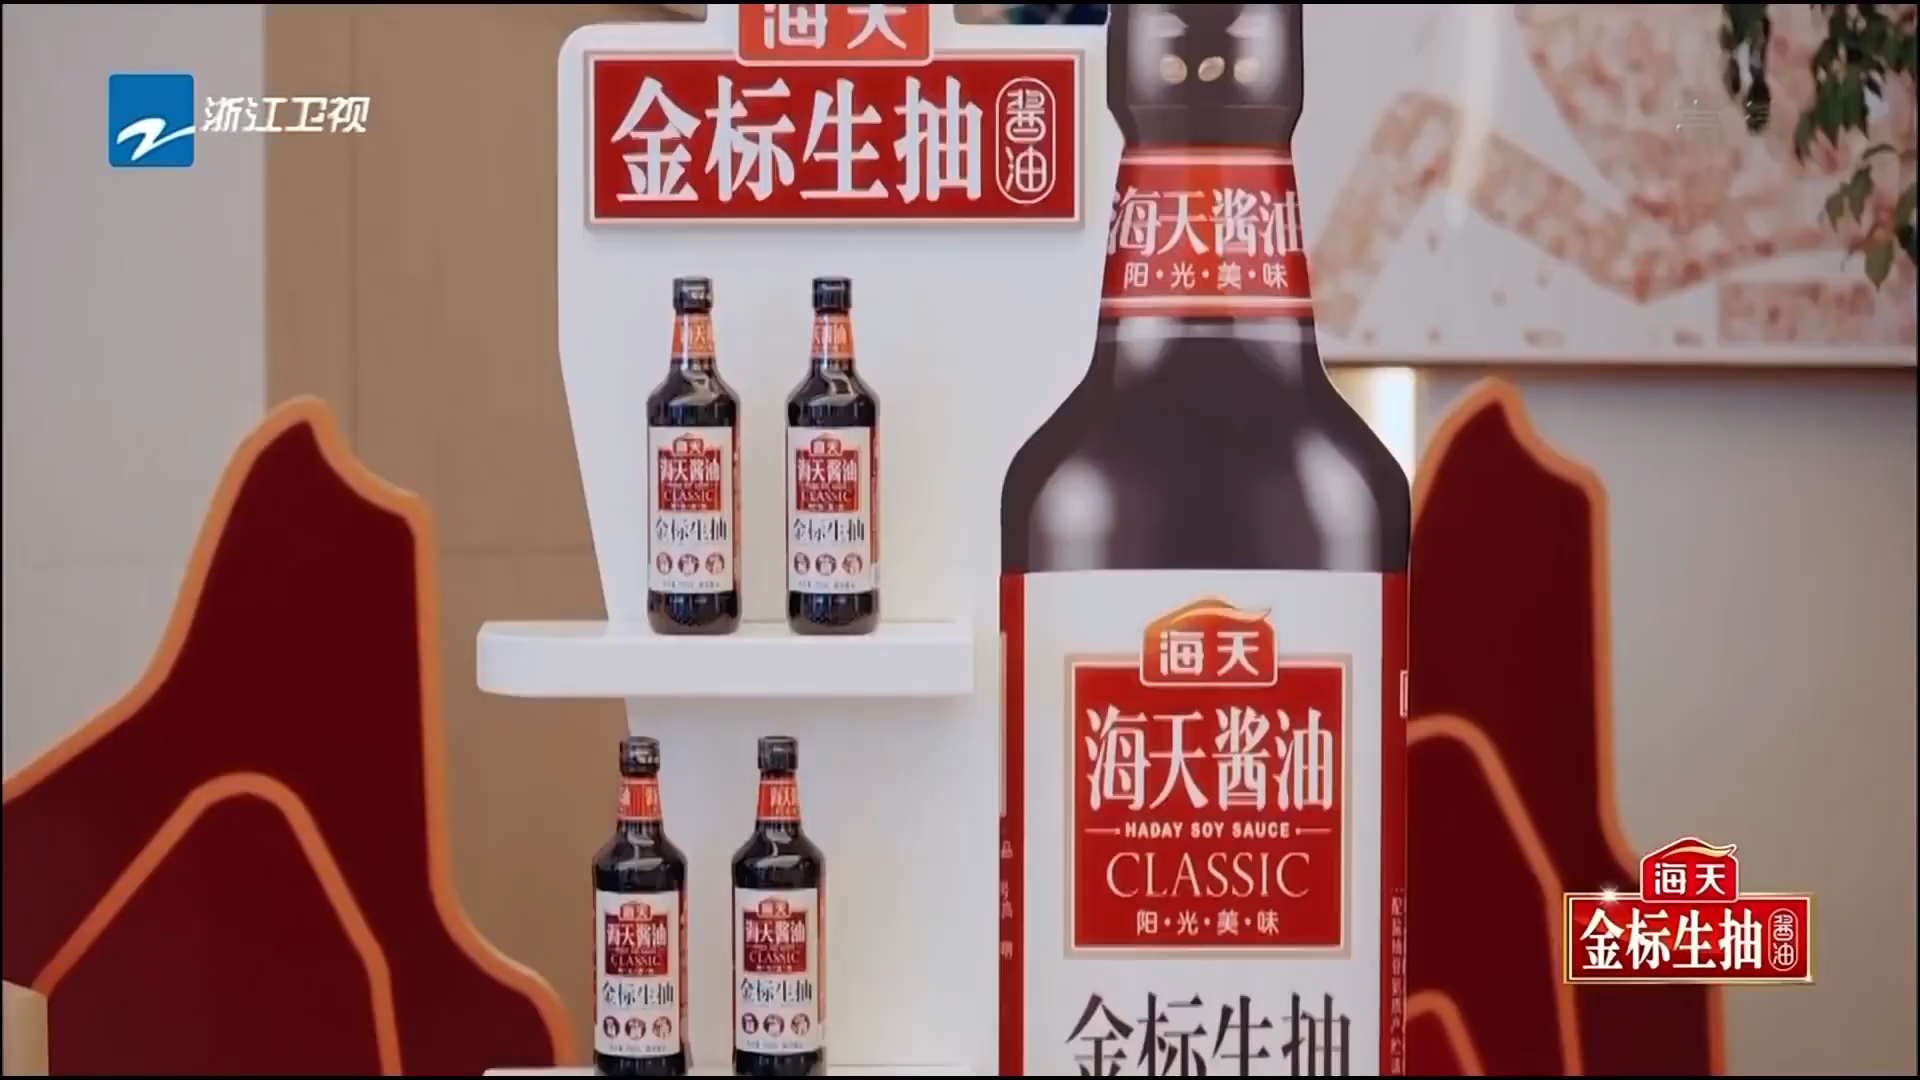 浙江卫视
海天
金标生抽
酱油
海天酱油
阳·光·美·味
海天
海天酱油
CLASSIC
金标生抽
海天
海天酱油
CLASSIC
金标生抽
海天
海天酱油
HADAY SOY SAUCE
CLASSIC
阳·光·美·味
金标生抽
海天
海天酱油
CLASSIC
金标生抽
海天
海天酱油
CLASSIC
金标生抽
海天
金标生抽
酱油